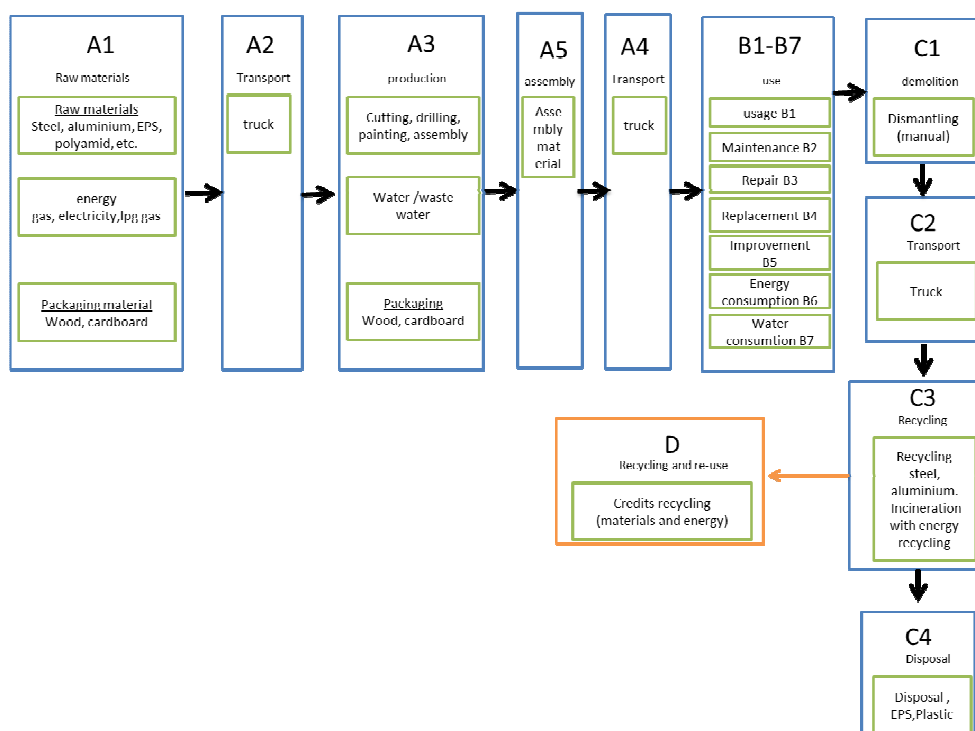 A1
Raw materials
Raw materials
Steel, aluminium, EPS,
polyamid, etc.
energy
gas, electricity,lpg gas
Packaging material
Wood, cardboard
A2
Transport
truck
A3
production
Cutting, drilling,
painting, assembly
Water /waste
water
Packaging
Wood, cardboard
A5
assembly
Asse
mbly
mat
erial
A4
Transport
truck
B1-B7
use
usage B1
Maintenance B2
Repair B3
Replacement B4
Improvement
B5
Energy
consumption B6
Water
consumtion B7
C1
demolition
Dismantling
(manual)
C2
Transport
Truck
C3
Recycling
Recycling
steel,
aluminium.
Incineration
with energy
recycling
D
Recycling and re-use
Credits recycling
(materials and energy)
C4
Disposal
Disposal ,
EPS,Plastic